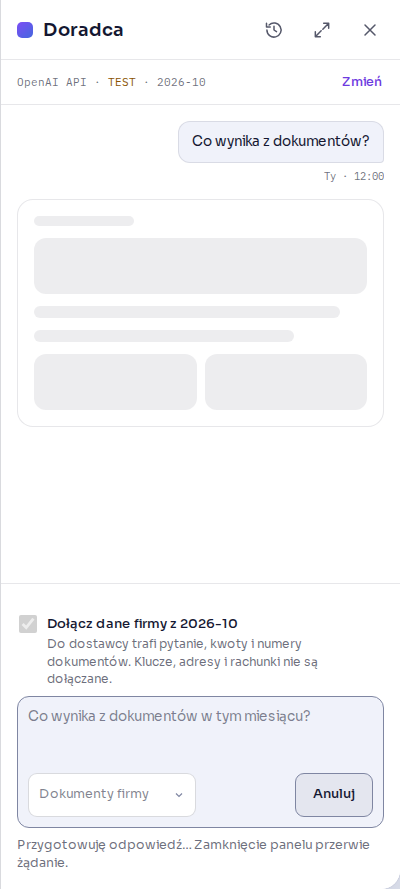 Doradca
OpenAI API · TEST · 2026-10
Zmień
Co wynika z dokumentów?
Ty · 12:00
Dołącz dane firmy z 2026-10
Do dostawcy trafi pytanie, kwoty i numery
dokumentów. Klucze, adresy i rachunki nie są
dołączane.
Co wynika z dokumentów w tym miesiącu?
Dokumenty firmy
Anuluj
Przygotowuję odpowiedź… Zamknięcie panelu przerwie
żądanie.